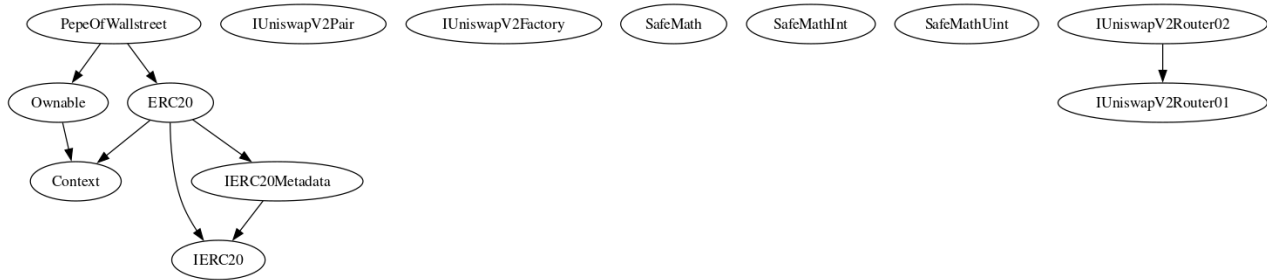 PepeOfWallstreet
IUniswapV2Pair
IUniswapV2Factory
SafeMath
SafeMathInt
SafeMathUint
IUniswapV2Router02
Ownable
ERC20
IUniswapV2Router01
Context
IERC20Metadata
IERC20